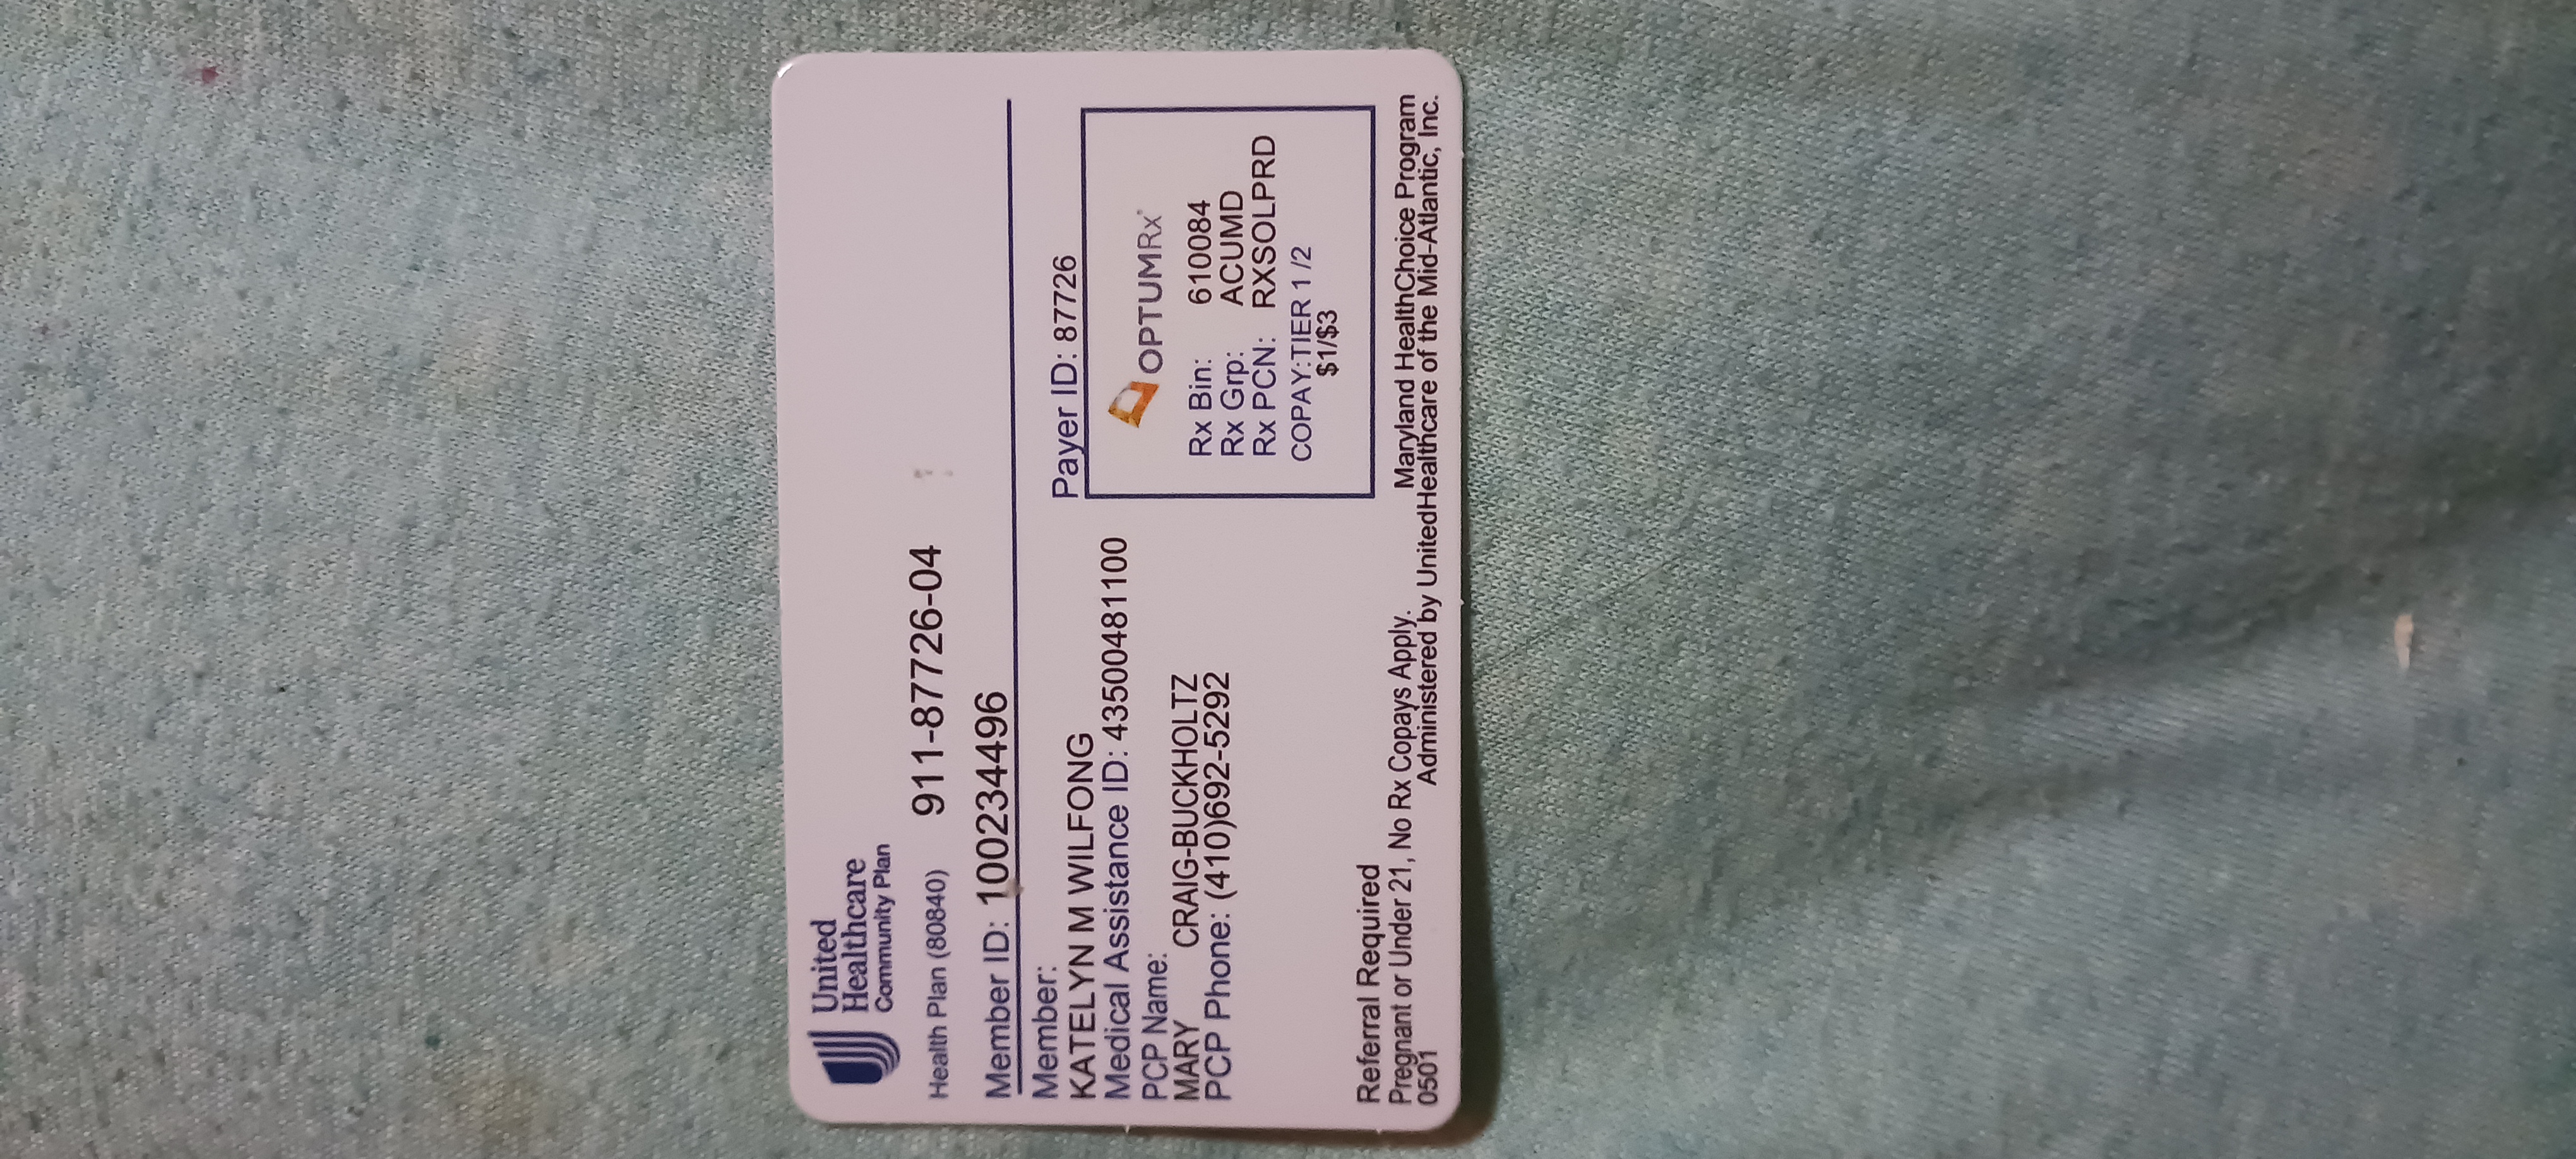 United
Healthcare
Community Plan
Health Plan (80840) 911-87726-04
Member ID: 100234496
Member:
KATELYN M WILFONG
Medical Assistance ID: 43500481100
PCP Name:
MARY CRAIG-BUCKHOLTZ
PCP Phone: (410)692-5292
Payer ID: 87726
OPTUMRx
Rx Bin: 610084
Rx Grp: ACUMD
Rx PCN: RXSOLPRD
COPAY:TIER 1 /2
$1/$3
Referral Required
Pregnant or Under 21, No Rx Copays Apply. Maryland HealthChoice Program
0501 Administered by UnitedHealthcare of the Mid-Atlantic, Inc.